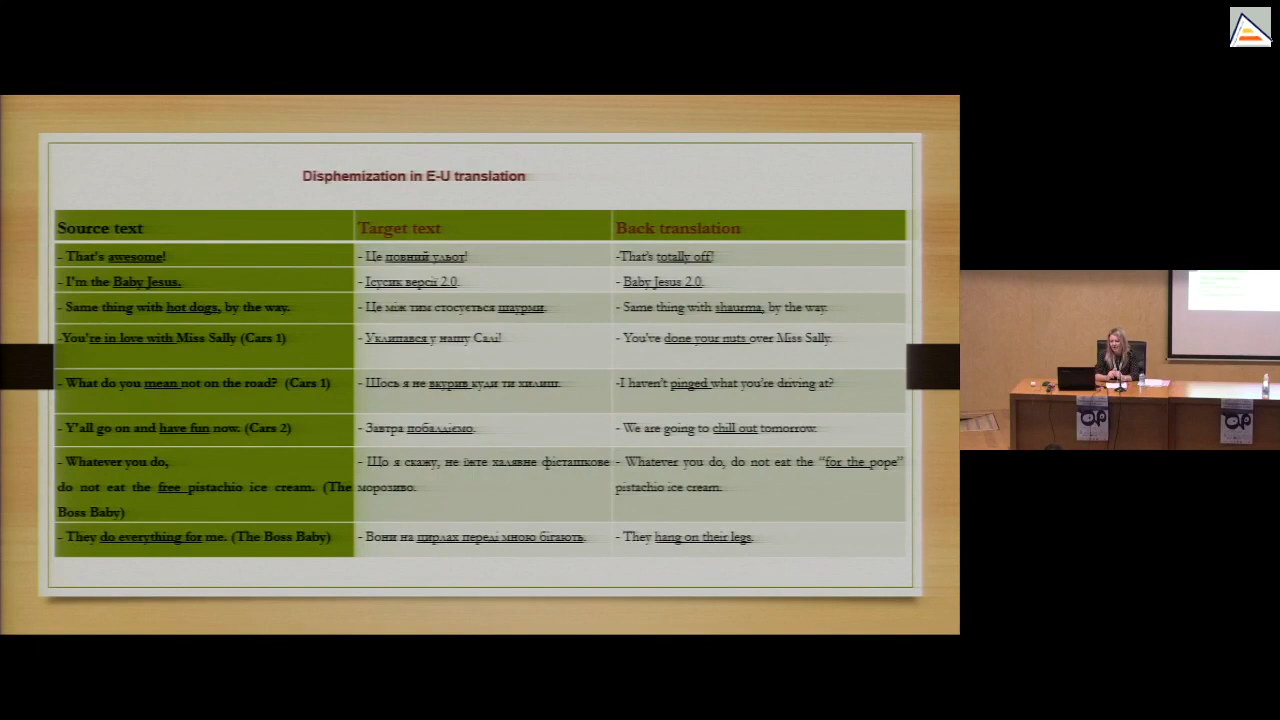 Disphemization in E-U translation
Source text
Target text
Back translation
- That's awesome!
- Це повний ульот!
-That's totally off!
- I'm the Baby Jesus.
- Ісусик версії 2.0.
- Baby Jesus 2.0.
- Same thing with hot dogs, by the way.
- Це між тим стосується шаурми.
- Same thing with shaurma, by the way.
-You're in love with Miss Sally (Cars 1)
- Уклипався у нашу Салі!
- You've done your nuts over Miss Sally.
- What do you mean not on the road? (Cars 1)
- Шось я не вкурив куди ти хилиш.
-I haven't pinged what you're driving at?
- Y'all go on and have fun now. (Cars 2)
- Завтра побалдіємо.
- We are going to chill out tomorrow.
- Whatever you do,
do not eat the free pistachio ice cream. (The
Boss Baby)
- Що я скажу, не їжте халявне фісташкове
морозиво.
- Whatever you do, do not eat the “for the pope”
pistachio ice cream.
- They do everything for me. (The Boss Baby)
- Вони на пирлах переді мною бігають.
- They hang on their legs.